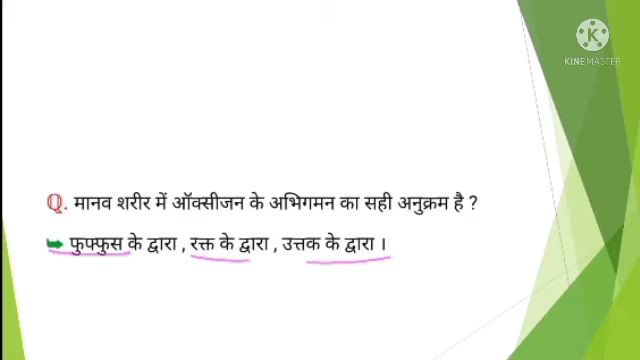 K
KINEMASTER
Q. मानव शरीर में ऑक्सीजन के अभिगमन का सही अनुक्रम है ?
➥ फुफ्फुस के द्वारा , रक्त के द्वारा , उत्तक के द्वारा ।